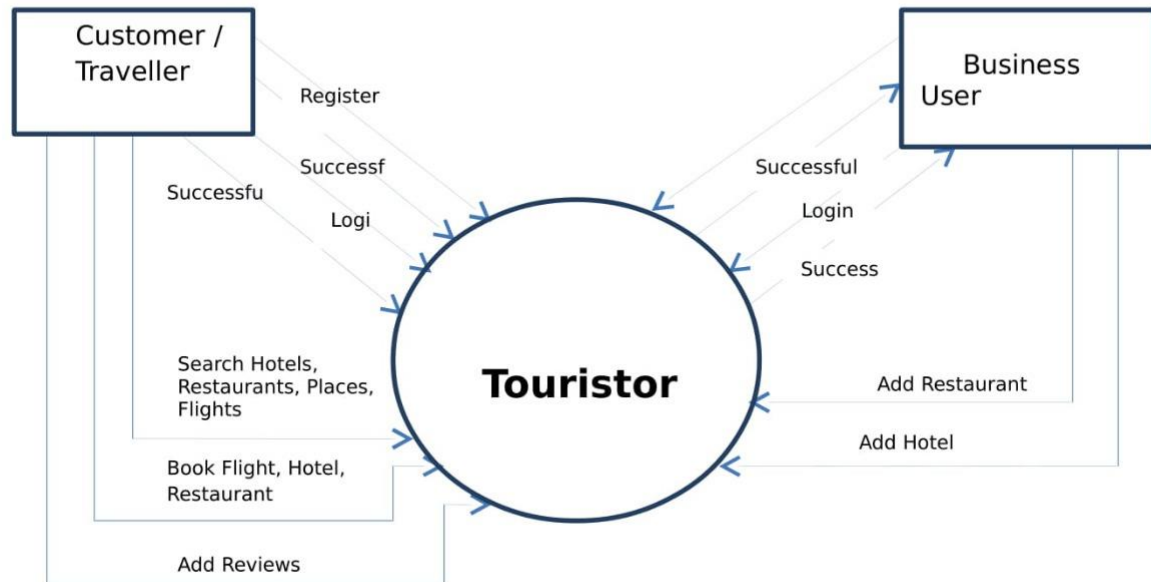 Customer /
Traveller
Business
User
Register
Successf
Successfu
Logi
Successful
Login
Success
Search Hotels,
Restaurants, Places,
Flights
Touristor
Add Restaurant
Add Hotel
Book Flight, Hotel,
Restaurant
Add Reviews